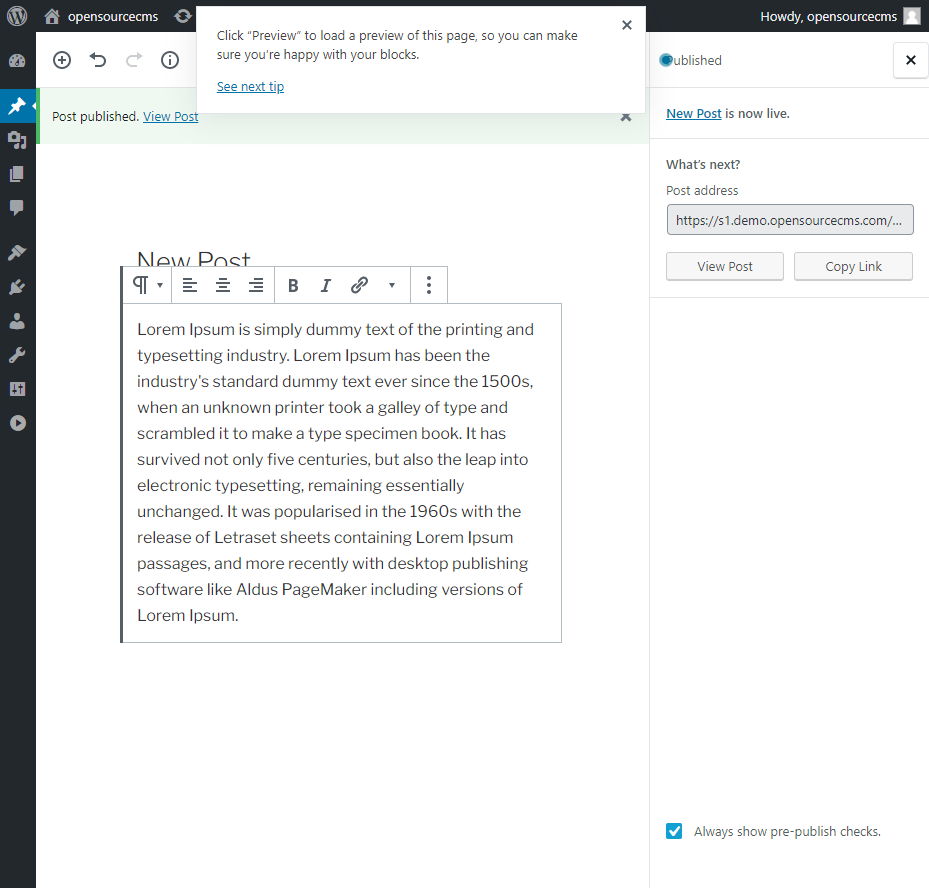 opensourcecms
Howdy, opensourcecms
Click “Preview” to load a preview of this page, so you can make
sure you’re happy with your blocks.
See next tip
Post published. View Post
New Post
B I
Lorem Ipsum is simply dummy text of the printing and
typesetting industry. Lorem Ipsum has been the
industry's standard dummy text ever since the 1500s,
when an unknown printer took a galley of type and
scrambled it to make a type specimen book. It has
survived not only five centuries, but also the leap into
electronic typesetting, remaining essentially
unchanged. It was popularised in the 1960s with the
release of Letraset sheets containing Lorem Ipsum
passages, and more recently with desktop publishing
software like Aldus PageMaker including versions of
Lorem Ipsum.
Published
New Post is now live.
What’s next?
Post address
https://s1.demo.opensourcecms.com/...
View Post
Copy Link
Always show pre-publish checks.